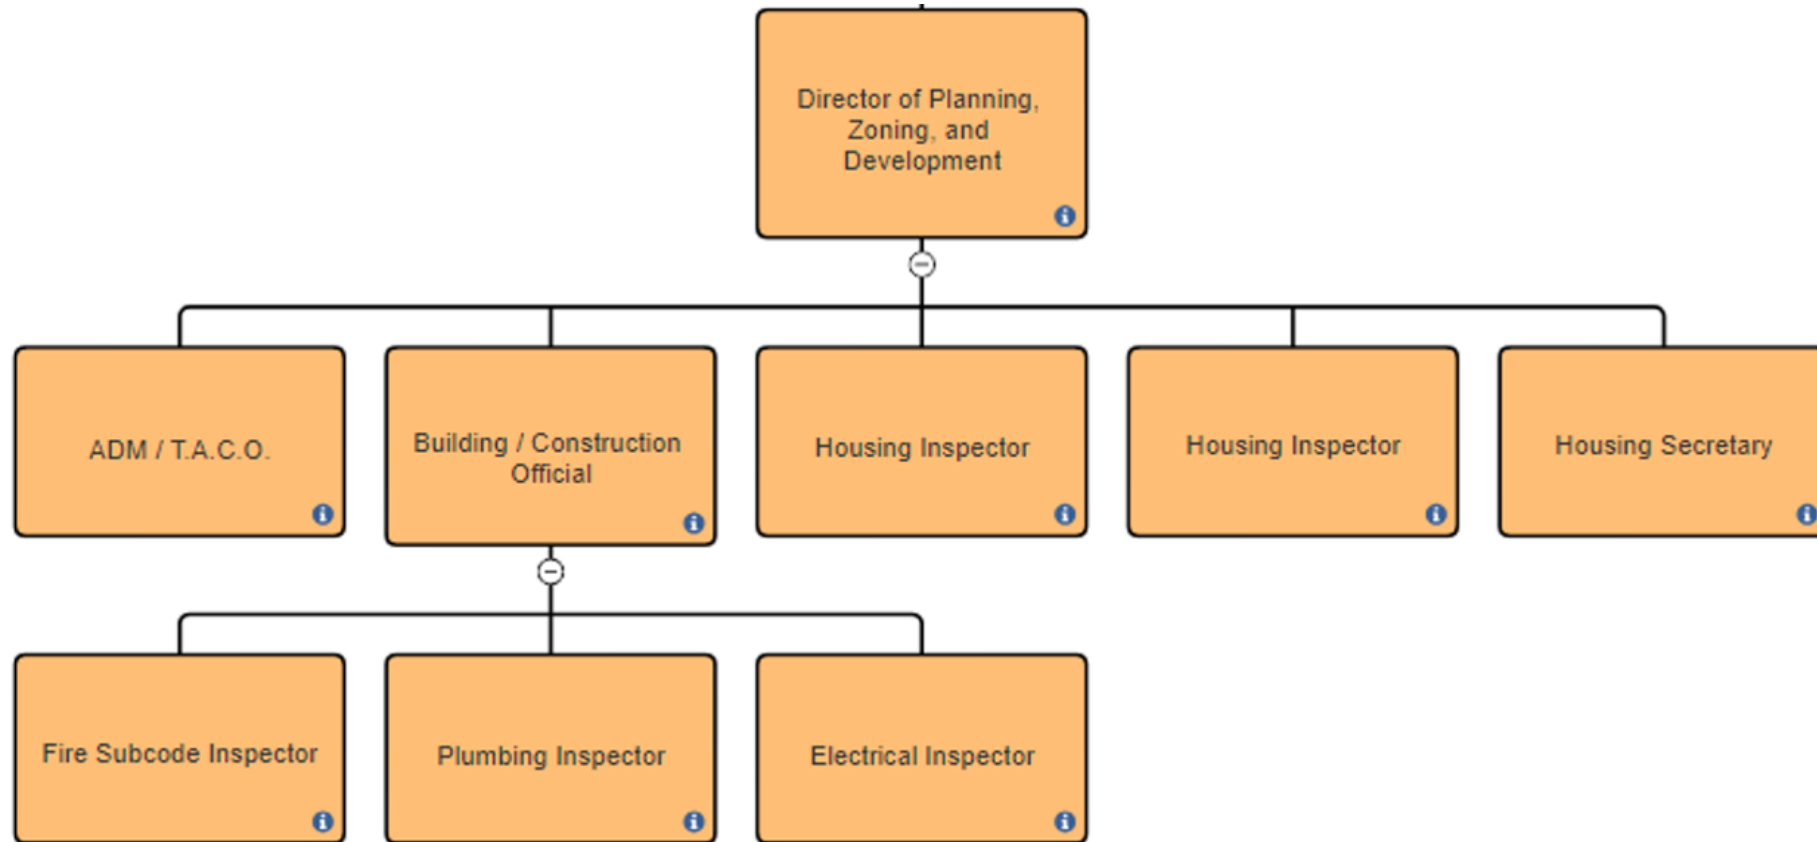 Director of Planning,
Zoning, and
Development
ADM / T.A.C.O.
Building / Construction
Official
Housing Inspector
Housing Inspector
Housing Secretary
Fire Subcode Inspector
Plumbing Inspector
Electrical Inspector